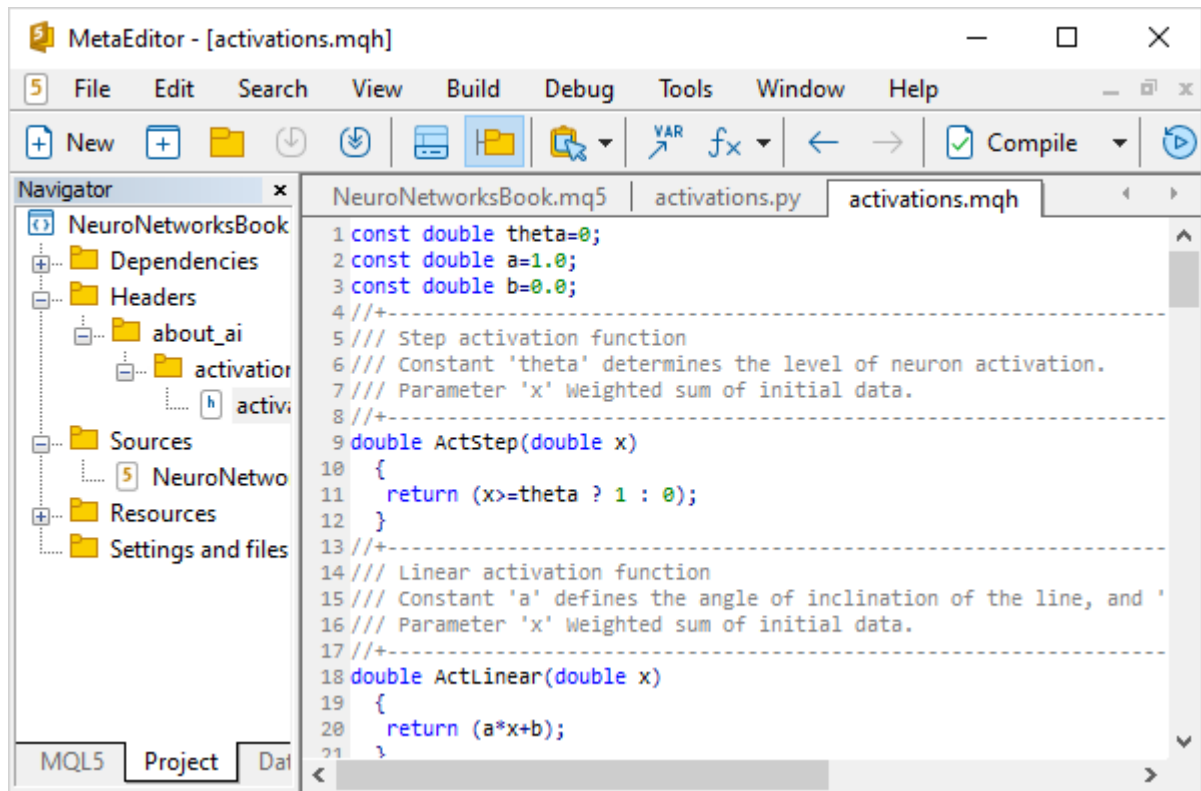 MetaEditor - [activations.mqh]
File Edit Search View Build Debug Tools Window Help
New VAR Compile
Navigator
NeuroNetworksBook
Dependencies
Headers
about_ai
activation
activa
Sources
NeuroNetwo
Resources
Settings and files
MQL5 Project Dat
NeuroNetworksBook.mq5 activations.py activations.mqh
1 const double theta=0;
2 const double a=1.0;
3 const double b=0.0;
4 //+------------------------------------------------------------------
5 /// Step activation function
6 /// Constant 'theta' determines the level of neuron activation.
7 /// Parameter 'x' Weighted sum of initial data.
8 //+------------------------------------------------------------------
9 double ActStep(double x)
10 {
11 return (x>=theta ? 1 : 0);
12 }
13 //+------------------------------------------------------------------
14 /// Linear activation function
15 /// Constant 'a' defines the angle of inclination of the line, and '
16 /// Parameter 'x' Weighted sum of initial data.
17 //+------------------------------------------------------------------
18 double ActLinear(double x)
19 {
20 return (a*x+b);
21 }